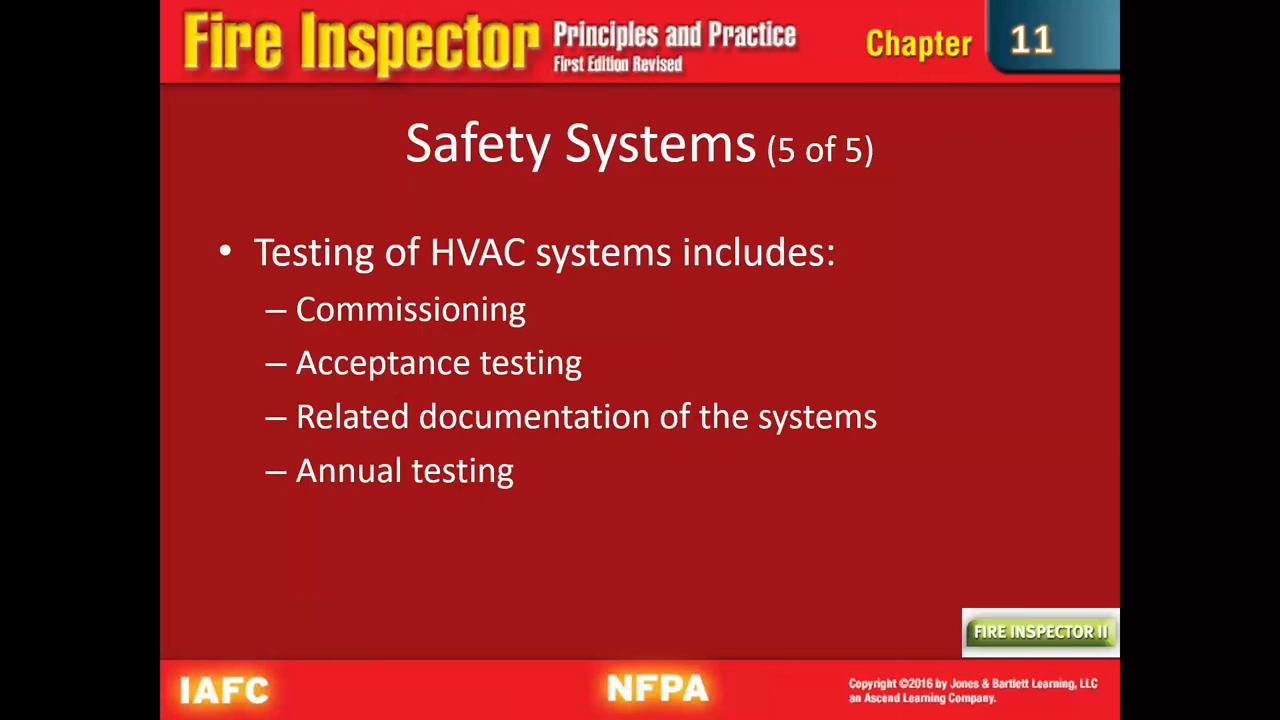 Fire Inspector Principles and Practice
First Edition Revised
Chapter 11
Safety Systems (5 of 5)
• Testing of HVAC systems includes:
– Commissioning
– Acceptance testing
– Related documentation of the systems
– Annual testing
FIRE INSPECTOR II
IAFC
NFPA
Copyright ©2016 by Jones & Bartlett Learning, LLC
an Ascend Learning Company.